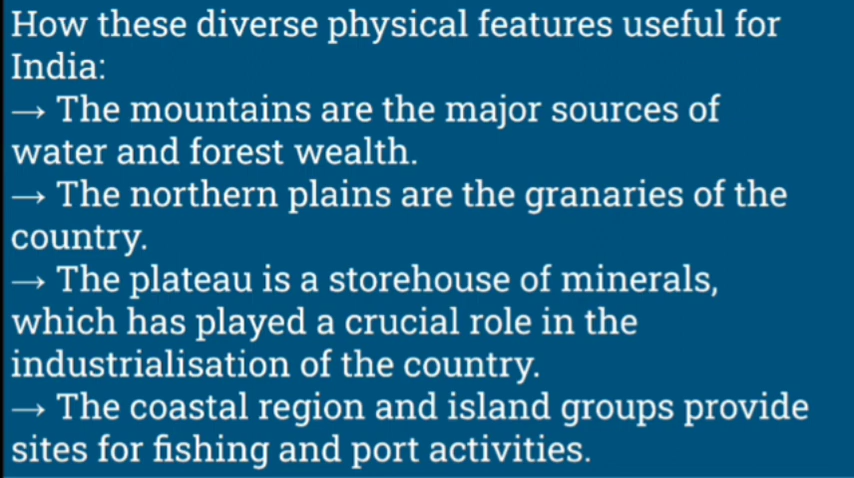 How these diverse physical features useful for
India:
→ The mountains are the major sources of
water and forest wealth.
→ The northern plains are the granaries of the
country.
→ The plateau is a storehouse of minerals,
which has played a crucial role in the
industrialisation of the country.
→ The coastal region and island groups provide
sites for fishing and port activities.